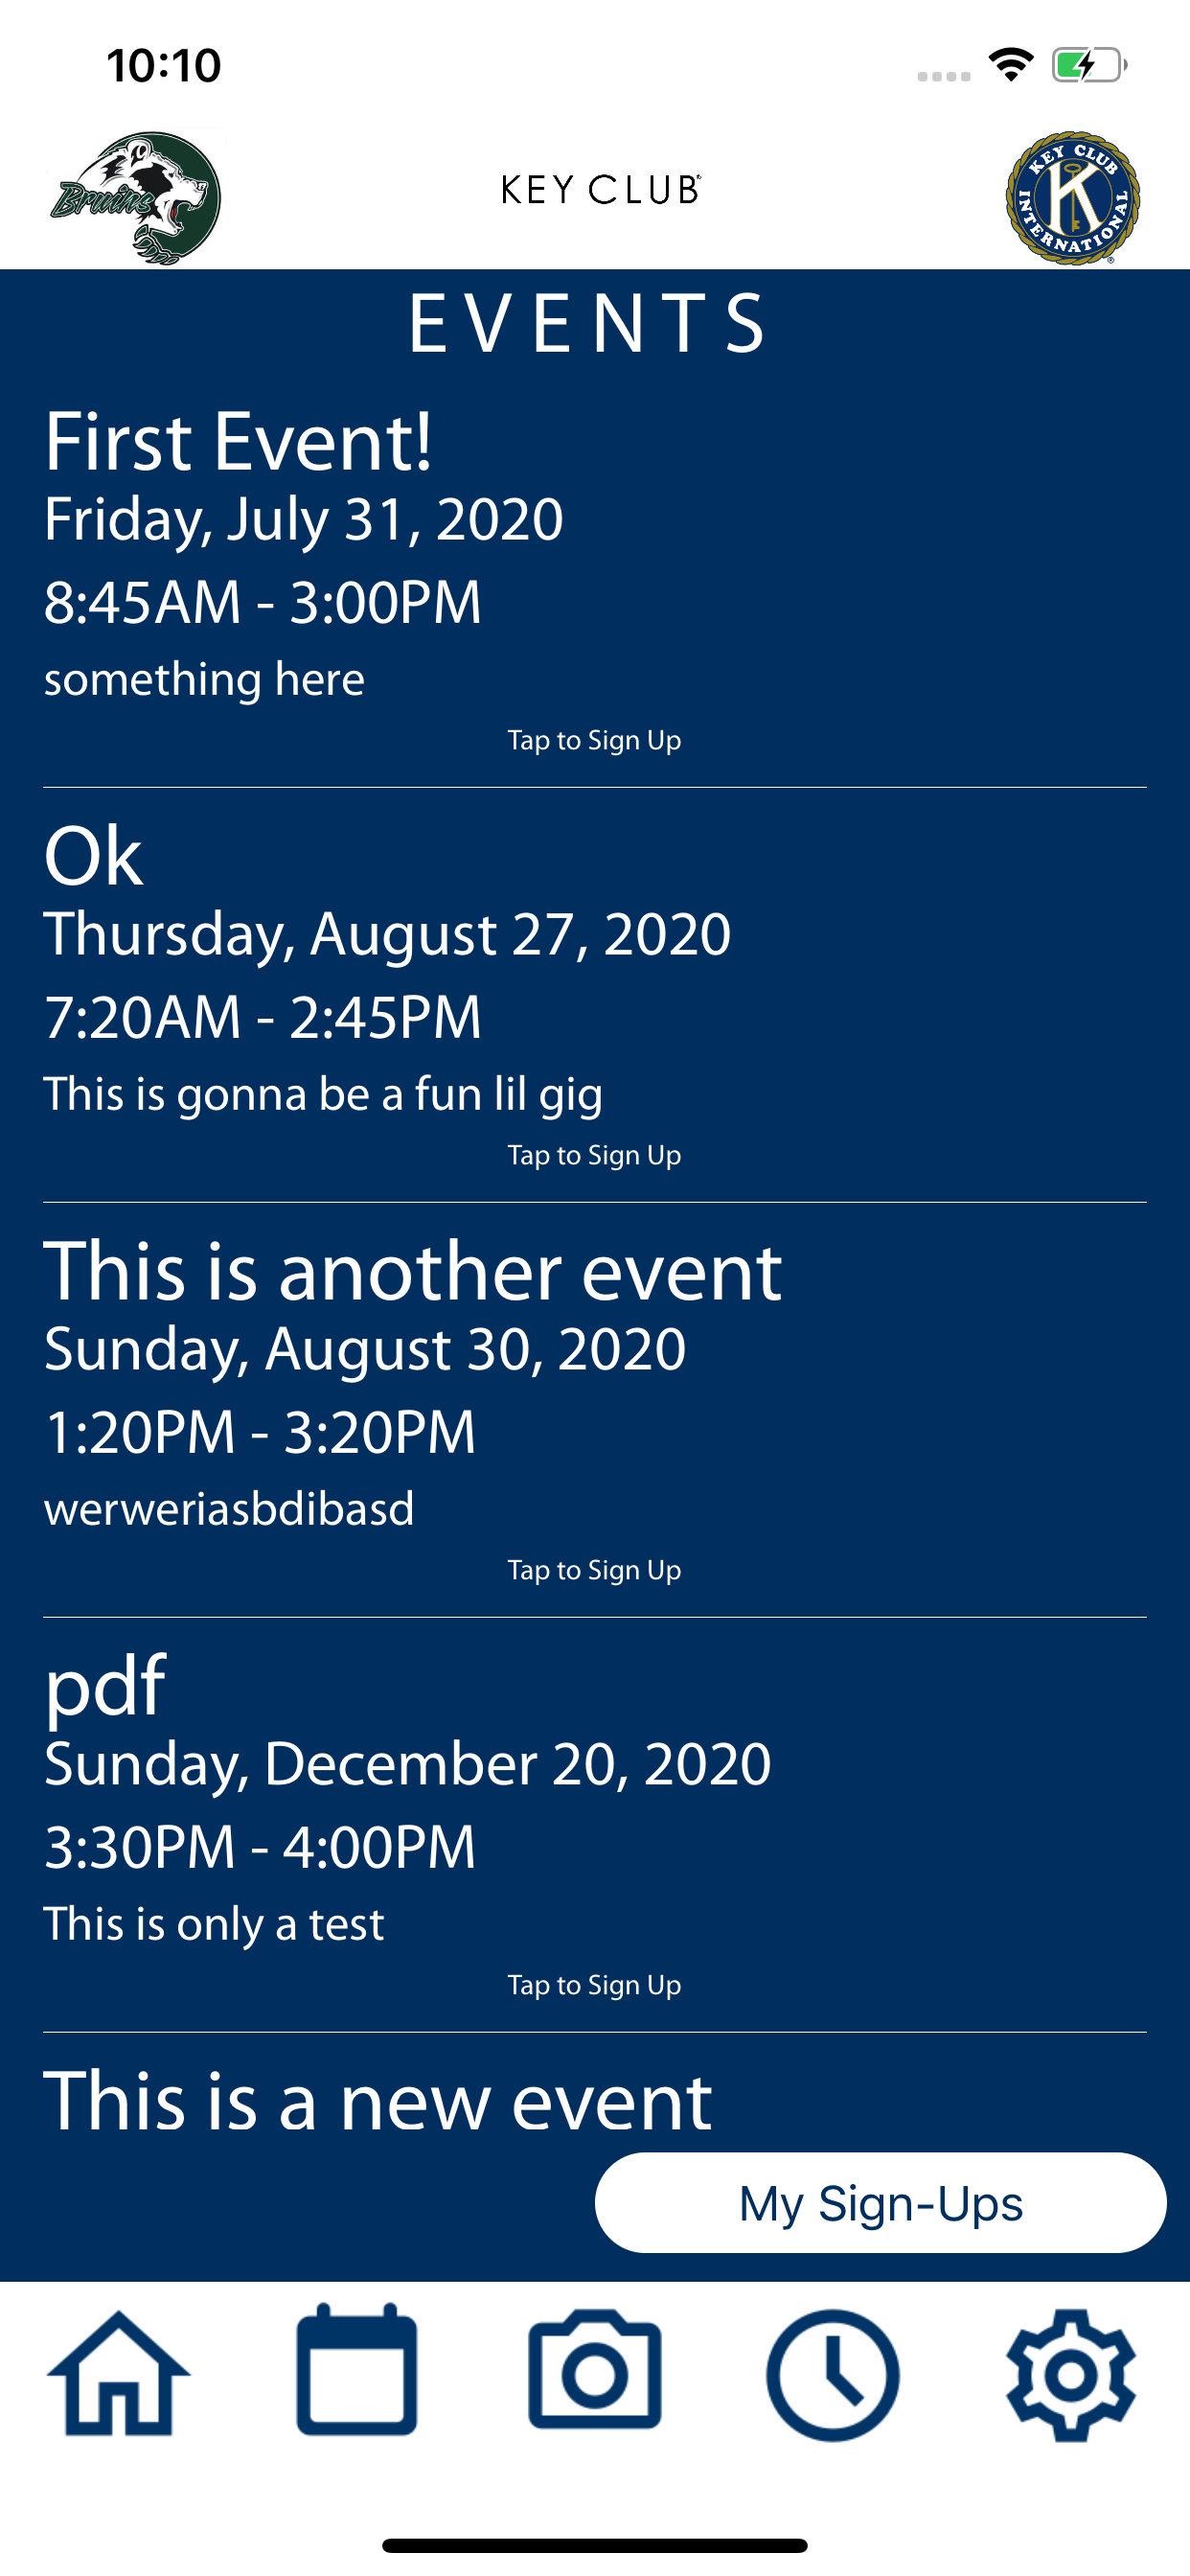 10:10
Bruins
KEY CLUB®
KEY CLUB
K
INTERNATIONAL
®
EVENTS
First Event!
Friday, July 31, 2020
8:45AM - 3:00PM
something here
Tap to Sign Up
Ok
Thursday, August 27, 2020
7:20AM - 2:45PM
This is gonna be a fun lil gig
Tap to Sign Up
This is another event
Sunday, August 30, 2020
1:20PM - 3:20PM
werweriasbdibasd
Tap to Sign Up
pdf
Sunday, December 20, 2020
3:30PM - 4:00PM
This is only a test
Tap to Sign Up
This is a new event
My Sign-Ups